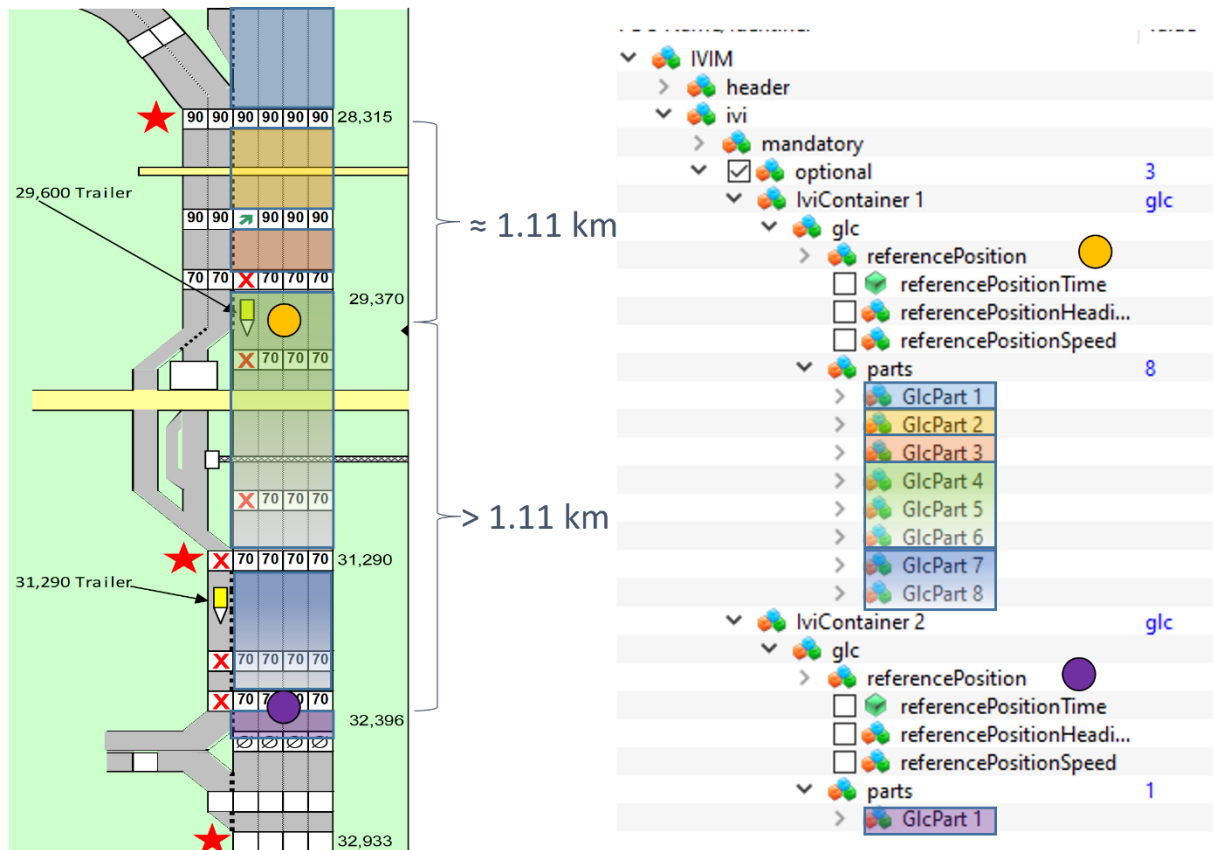 90 90 90 90 90 90 28,315
29,600 Trailer
90 90 90 90 90
≈ 1.11 km
70 70 X 70 70 70
29,370
X 70 70 70
X 70 70 70
> 1.11 km
X 70 70 70 70 31,290
31,290 Trailer
X 70 70 70 70
X 70 70
32,396
Ø Ø Ø Ø
32,933
IVIM
header
ivi
mandatory
optional 3
IviContainer 1 glc
glc
referencePosition
referencePositionTime
referencePositionHeadi...
referencePositionSpeed
parts 8
GlcPart 1
GlcPart 2
GlcPart 3
GlcPart 4
GlcPart 5
GlcPart 6
GlcPart 7
GlcPart 8
IviContainer 2 glc
glc
referencePosition
referencePositionTime
referencePositionHeadi...
referencePositionSpeed
parts 1
GlcPart 1